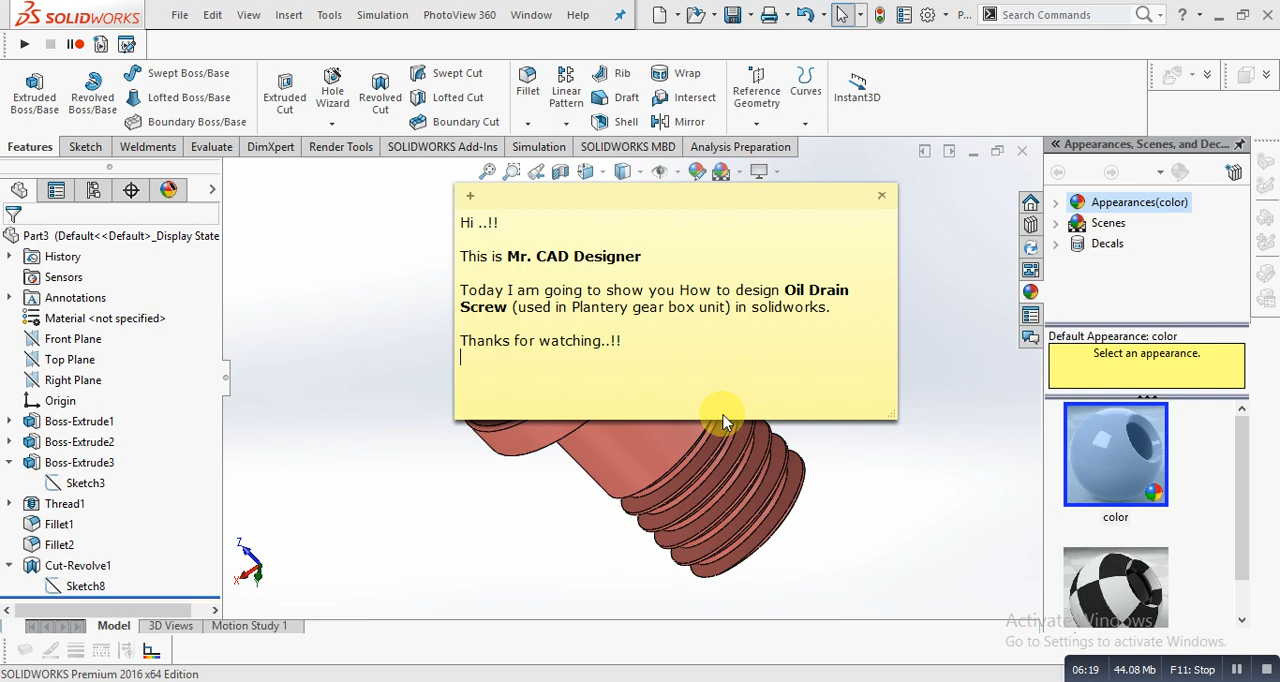 SOLIDWORKS File Edit View Insert Tools Simulation PhotoView 360 Window Help P... Search Commands ?
Extruded Boss/Base
Revolved Boss/Base
Swept Boss/Base
Lofted Boss/Base
Boundary Boss/Base
Extruded Cut
Hole Wizard
Revolved Cut
Swept Cut
Lofted Cut
Boundary Cut
Fillet
Linear Pattern
Rib
Draft
Shell
Wrap
Intersect
Mirror
Reference Geometry
Curves
Instant3D
Features Sketch Weldments Evaluate DimXpert Render Tools SOLIDWORKS Add-Ins Simulation SOLIDWORKS MBD Analysis Preparation
Part3 (Default<<Default>_Display State
History
Sensors
Annotations
Material <not specified>
Front Plane
Top Plane
Right Plane
Origin
Boss-Extrude1
Boss-Extrude2
Boss-Extrude3
Sketch3
Thread1
Fillet1
Fillet2
Cut-Revolve1
Sketch8
Hi ..!!
This is Mr. CAD Designer
Today I am going to show you How to design Oil Drain
Screw (used in Plantery gear box unit) in solidworks.
Thanks for watching..!!
Z
X
Y
Appearances, Scenes, and Dec...
Appearances(color)
Scenes
Decals
Default Appearance: color
Select an appearance.
color
Model 3D Views Motion Study 1
Activate Windows
Go to Settings to activate Windows.
SOLIDWORKS Premium 2016 x64 Edition
06:19 44.08 Mb F11: Stop